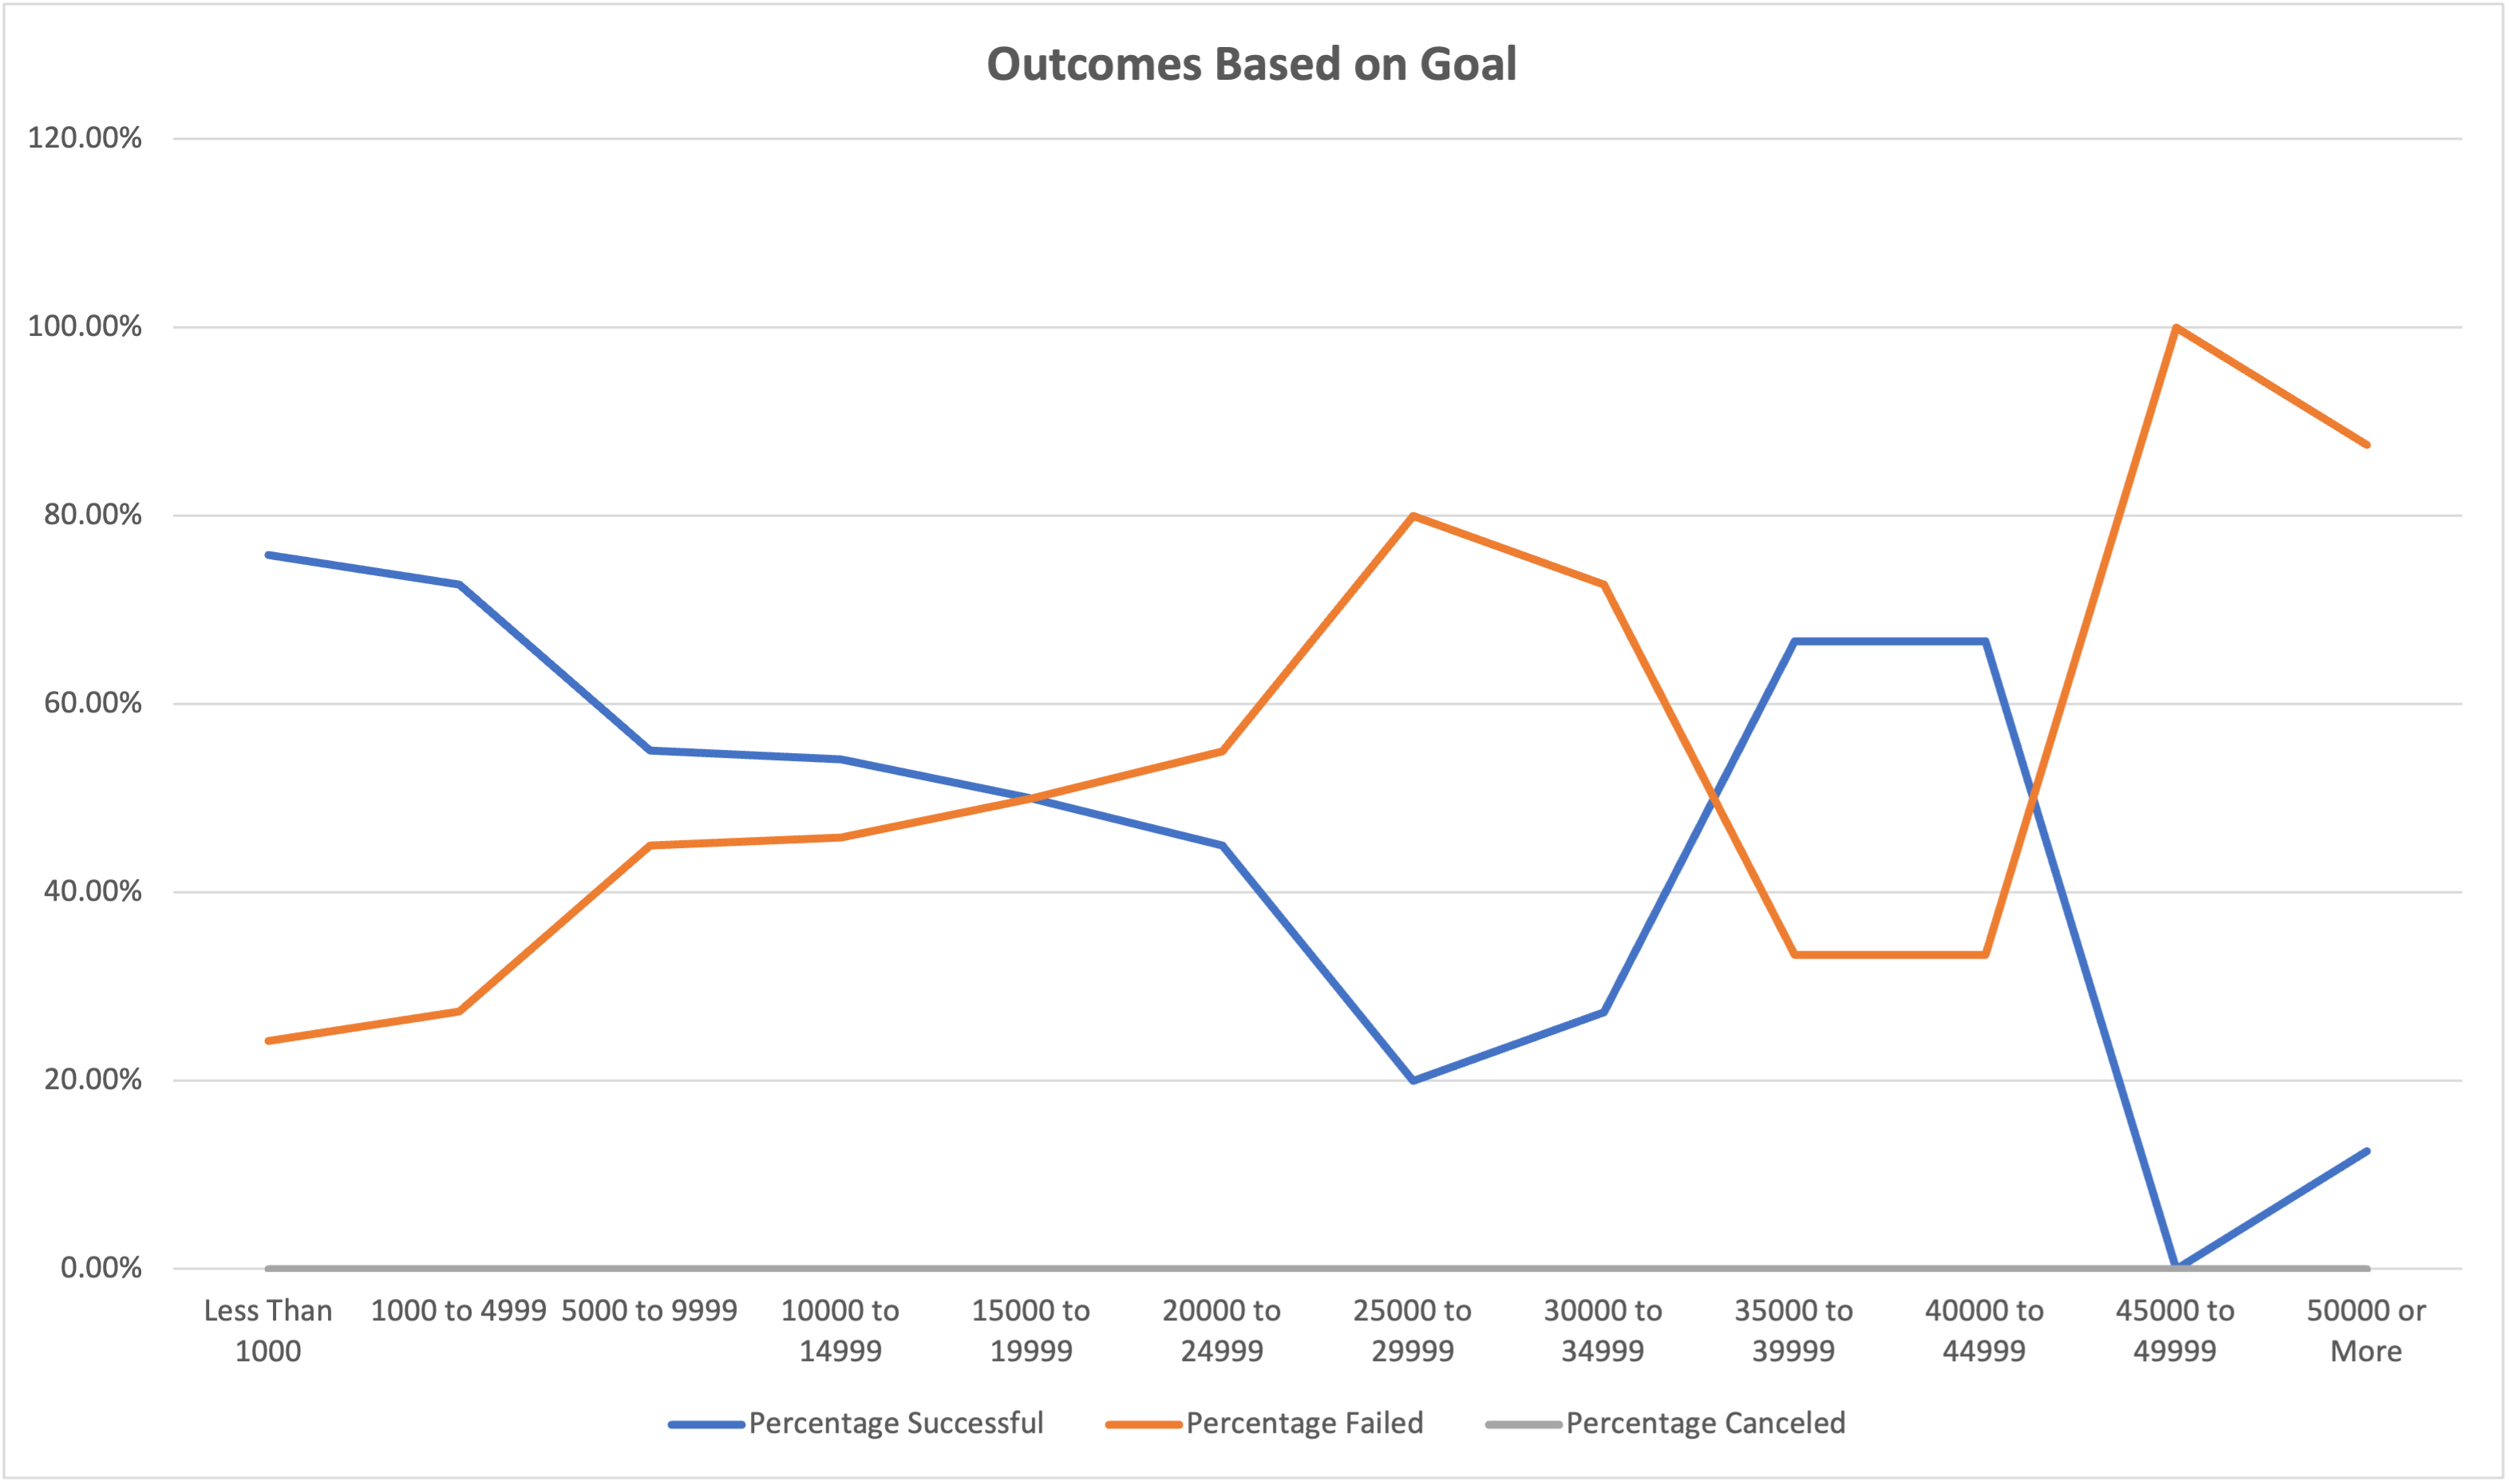 Outcomes Based on Goal
120.00%
100.00%
80.00%
60.00%
40.00%
20.00%
0.00%
Less Than
1000
1000 to 4999
5000 to 9999
10000 to
14999
15000 to
19999
20000 to
24999
25000 to
29999
30000 to
34999
35000 to
39999
40000 to
44999
45000 to
49999
50000 or
More
Percentage Successful
Percentage Failed
Percentage Canceled